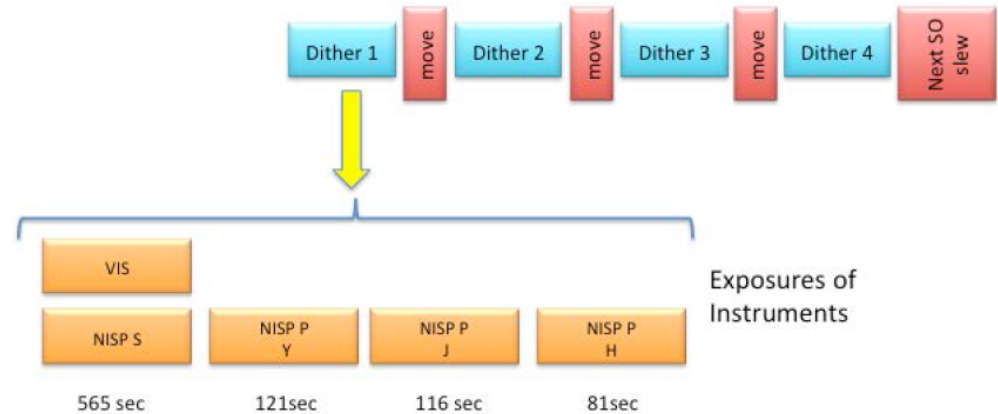 Dither 1
move
Dither 2
move
Dither 3
move
Dither 4
Next SO
slew
VIS
Exposures of
Instruments
NISP S
NISP P
Y
NISP P
J
NISP P
H
565 sec
121sec
116 sec
81sec